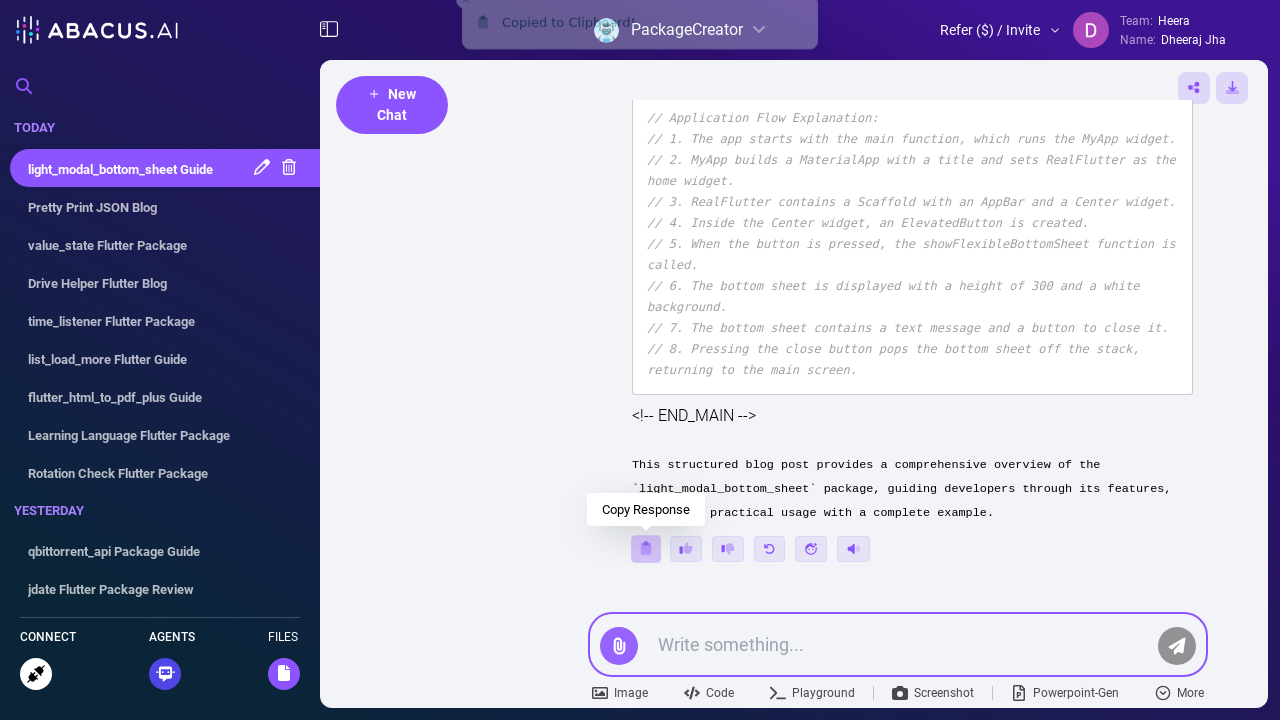 ABACUS.AI
Copied to Clipboard!
PackageCreator
Refer ($) / Invite
D
Team: Heera
Name: Dheeraj Jha
TODAY
light_modal_bottom_sheet Guide
Pretty Print JSON Blog
value_state Flutter Package
Drive Helper Flutter Blog
time_listener Flutter Package
list_load_more Flutter Guide
flutter_html_to_pdf_plus Guide
Learning Language Flutter Package
Rotation Check Flutter Package
YESTERDAY
qbittorrent_api Package Guide
jdate Flutter Package Review
CONNECT
AGENTS
FILES
+ New
Chat
// Application Flow Explanation:
// 1. The app starts with the main function, which runs the MyApp widget.
// 2. MyApp builds a MaterialApp with a title and sets RealFlutter as the
home widget.
// 3. RealFlutter contains a Scaffold with an AppBar and a Center widget.
// 4. Inside the Center widget, an ElevatedButton is created.
// 5. When the button is pressed, the showFlexibleBottomSheet function is
called.
// 6. The bottom sheet is displayed with a height of 300 and a white
background.
// 7. The bottom sheet contains a text message and a button to close it.
// 8. Pressing the close button pops the bottom sheet off the stack,
returning to the main screen.
<!-- END_MAIN -->
This structured blog post provides a comprehensive overview of the
`light_modal_bottom_sheet` package, guiding developers through its features,
practical usage with a complete example.
Copy Response
Write something...
Image
Code
Playground
Screenshot
Powerpoint-Gen
More